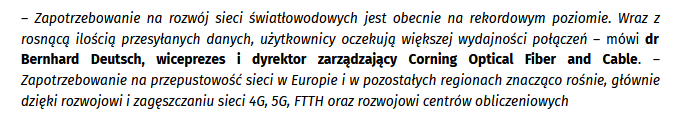 – Zapotrzebowanie na rozwój sieci światłowodowych jest obecnie na rekordowym poziomie. Wraz z
rosnącą ilością przesyłanych danych, użytkownicy oczekują większej wydajności połączeń – mówi dr
Bernhard Deutsch, wiceprezes i dyrektor zarządzający Corning Optical Fiber and Cable. –
Zapotrzebowanie na przepustowość sieci w Europie i w pozostałych regionach znacząco rośnie, głównie
dzięki rozwojowi i zagęszczaniu sieci 4G, 5G, FTTH oraz rozwojowi centrów obliczeniowych